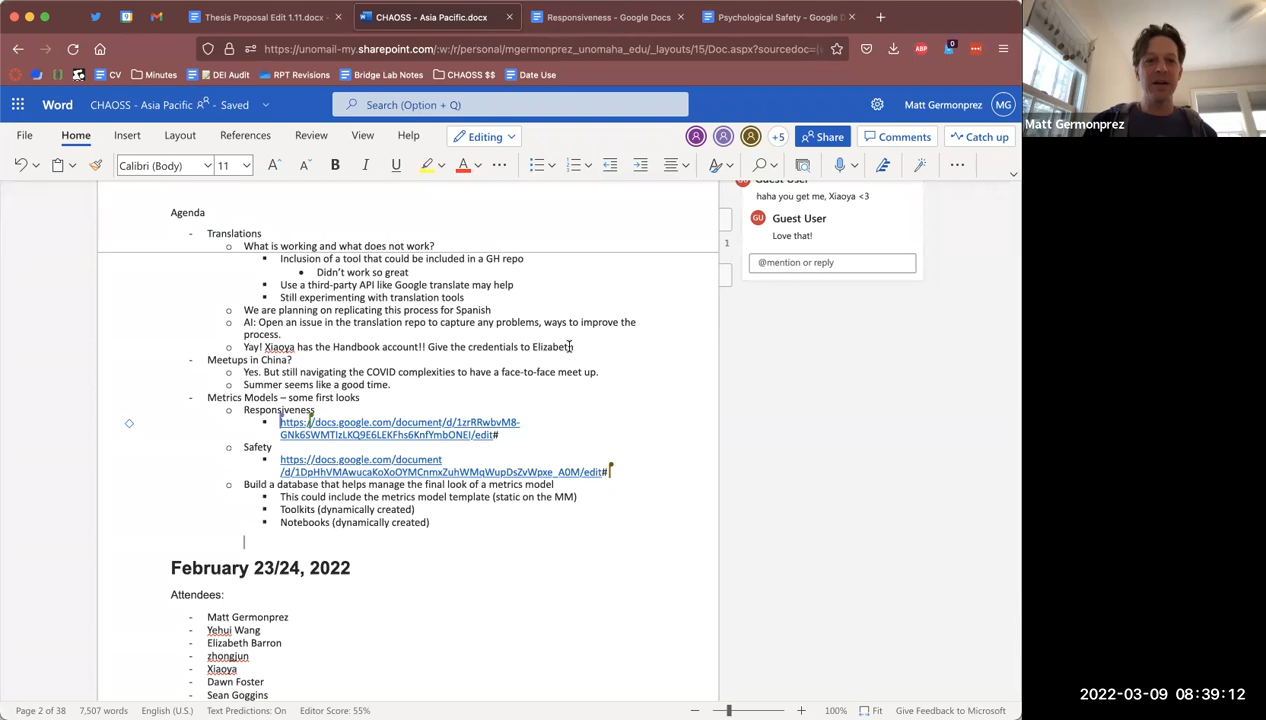 Thesis Proposal Edit 1.11.docx -
CHAOSS - Asia Pacific.docx
Responsiveness - Google Docs
Psychological Safety - Google D
https://unomail-my.sharepoint.com/:w:/r/personal/mgermonprez_unomaha_edu/_layouts/15/Doc.aspx?sourcedoc=
ABP
0
CV
Minutes
DEI Audit
RPT Revisions
Bridge Lab Notes
CHAOSS $$
Date Use
Word
CHAOSS - Asia Pacific
- Saved
Search (Option + Q)
Matt Germonprez
MG
Matt Germonprez
File
Home
Insert
Layout
References
Review
View
Help
Editing
+5
Share
Comments
Catch up
Calibri (Body)
11
B
I
U
Guest User
haha you get me, Xiaoya <3
GU
Guest User
Love that!
@mention or reply
1
Agenda
- Translations
o What is working and what does not work?
▪ Inclusion of a tool that could be included in a GH repo
• Didn't work so great
▪ Use a third-party API like Google translate may help
▪ Still experimenting with translation tools
o We are planning on replicating this process for Spanish
o AI: Open an issue in the translation repo to capture any problems, ways to improve the
process.
o Yay! Xiaoya has the Handbook account!! Give the credentials to Elizabeth
- Meetups in China?
o Yes. But still navigating the COVID complexities to have a face-to-face meet up.
o Summer seems like a good time.
- Metrics Models – some first looks
o Responsiveness
▪ https://docs.google.com/document/d/1zrRRwbvM8-
GNk6SWMTIzLKQ9E6LEKFhs6KnfYmbONEI/edit#
o Safety
▪ https://docs.google.com/document
/d/1DpHhVMAwucaKoXoOYMCnmxZuhWMqWupDsZvWpxe_A0M/edit#
o Build a database that helps manage the final look of a metrics model
▪ This could include the metrics model template (static on the MM)
▪ Toolkits (dynamically created)
▪ Notebooks (dynamically created)
February 23/24, 2022
Attendees:
- Matt Germonprez
- Yehui Wang
- Elizabeth Barron
- zhongjun
- Xiaoya
- Dawn Foster
- Sean Goggins
Page 2 of 38
7,507 words
English (U.S.)
Text Predictions: On
Editor Score: 55%
100%
Fit
Give Feedback to Microsoft
2022-03-09 08:39:12